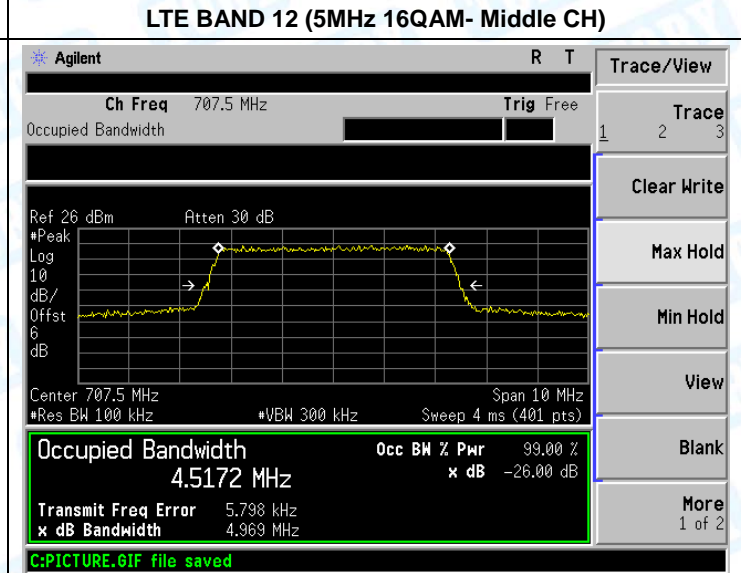 LTE BAND 12 (5MHz 16QAM- Middle CH)
Agilent R T
Ch Freq 707.5 MHz Trig Free
Occupied Bandwidth
Ref 26 dBm Atten 30 dB
#Peak
Log
10
dB/
Offst
6
dB
Center 707.5 MHz Span 10 MHz
#Res BW 100 kHz #VBW 300 kHz Sweep 4 ms (401 pts)
Occupied Bandwidth Occ BW % Pwr 99.00 %
4.5172 MHz x dB -26.00 dB
Transmit Freq Error 5.798 kHz
x dB Bandwidth 4.969 MHz
C:PICTURE.GIF file saved
Trace/View
Trace
1 2 3
Clear Write
Max Hold
Min Hold
View
Blank
More
1 of 2